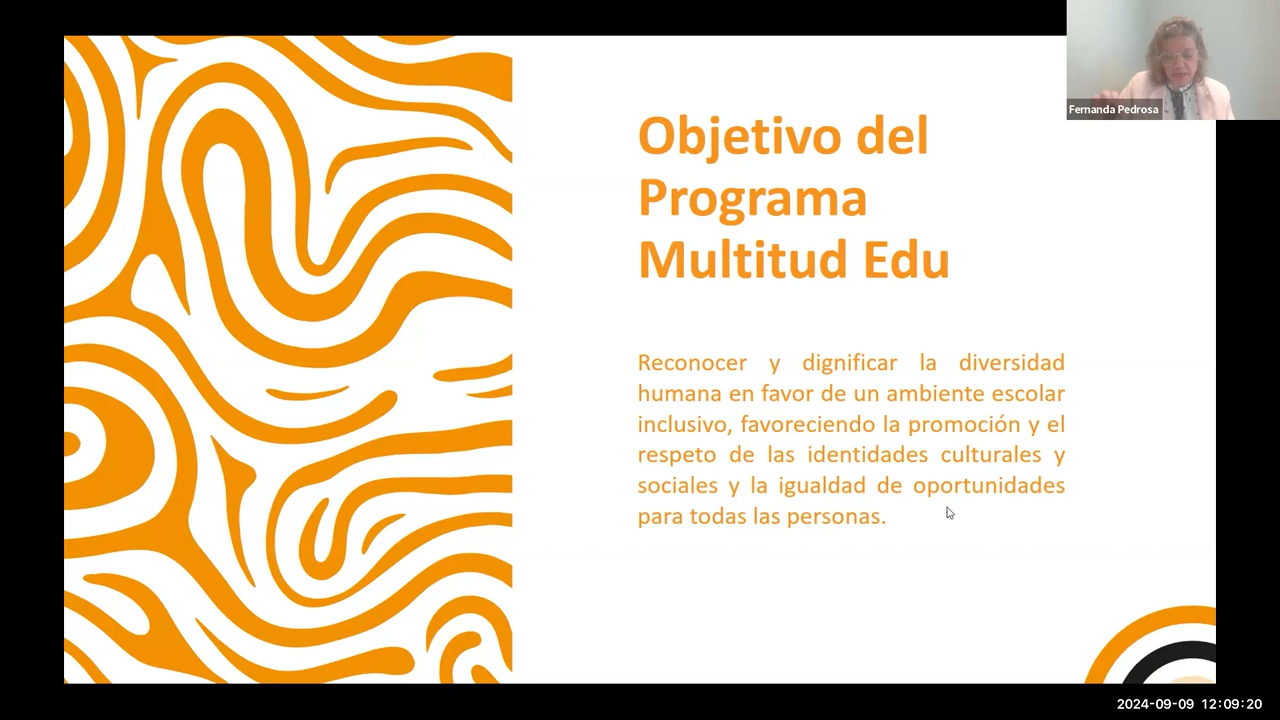 Fernanda Pedrosa
Objetivo del
Programa
Multitud Edu
Reconocer y dignificar la diversidad
humana en favor de un ambiente escolar
inclusivo, favoreciendo la promoción y el
respeto de las identidades culturales y
sociales y la igualdad de oportunidades
para todas las personas.
2024-09-09 12:09:20